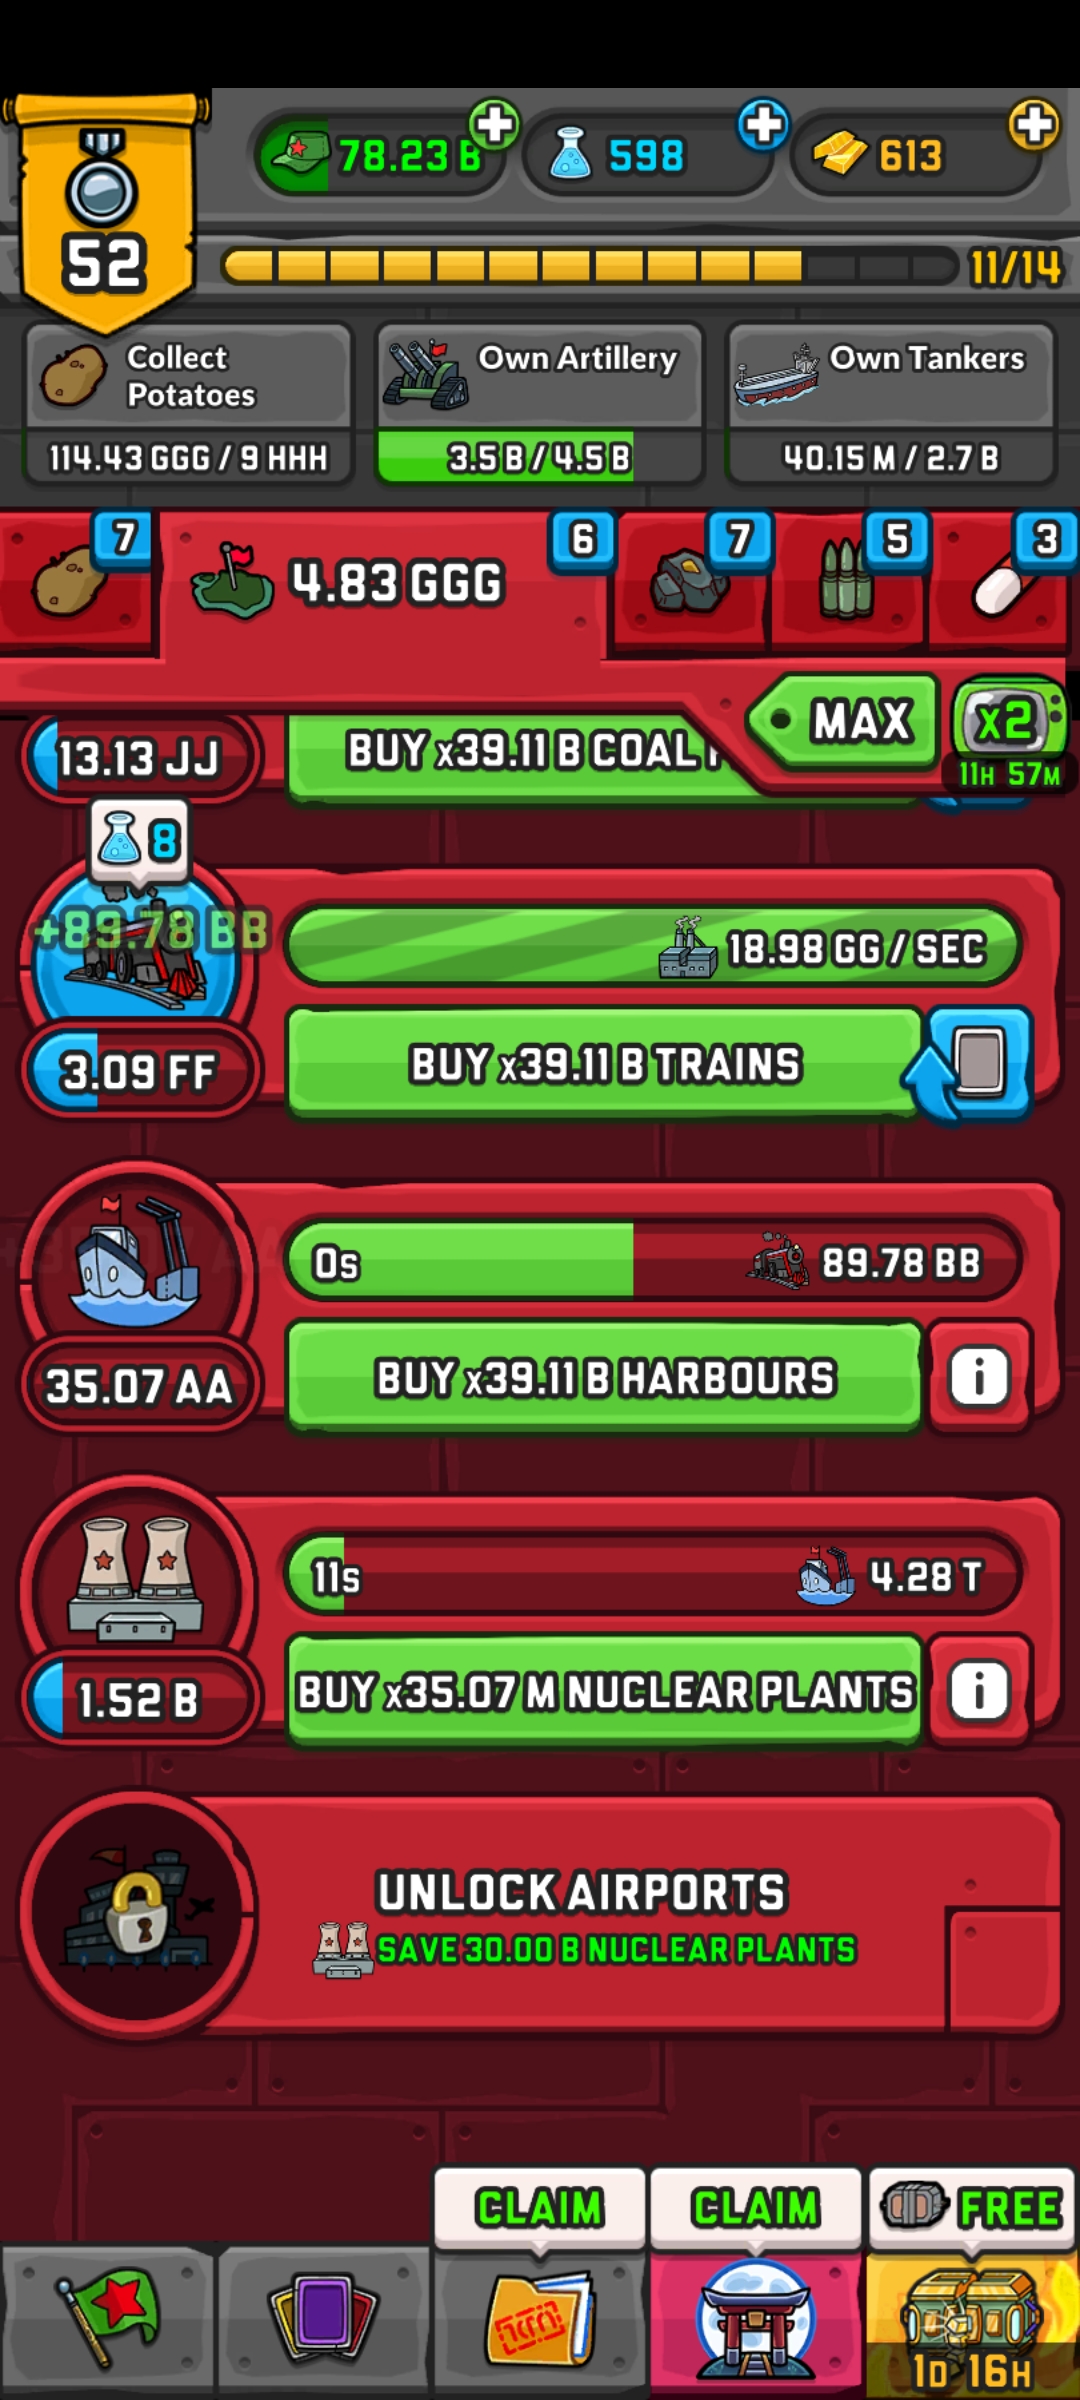 78.23 B
598
613
52
11/14
Collect
Potatoes
Own Artillery
Own Tankers
114.43 GGG / 9 HHH
3.5 B / 4.5 B
40.15 M / 2.7 B
7
6
7
5
3
4.83 GGG
MAX
x2
11H 57M
13.13 JJ
BUY x39.11 B COAL
8
+89.78 BB
18.98 GG / SEC
3.09 FF
BUY x39.11 B TRAINS
0s
89.78 BB
35.07 AA
BUY x39.11 B HARBOURS
i
11s
4.28 T
1.52 B
BUY x35.07 M NUCLEAR PLANTS
i
UNLOCK AIRPORTS
SAVE 30.00 B NUCLEAR PLANTS
CLAIM
CLAIM
FREE
1D 16H